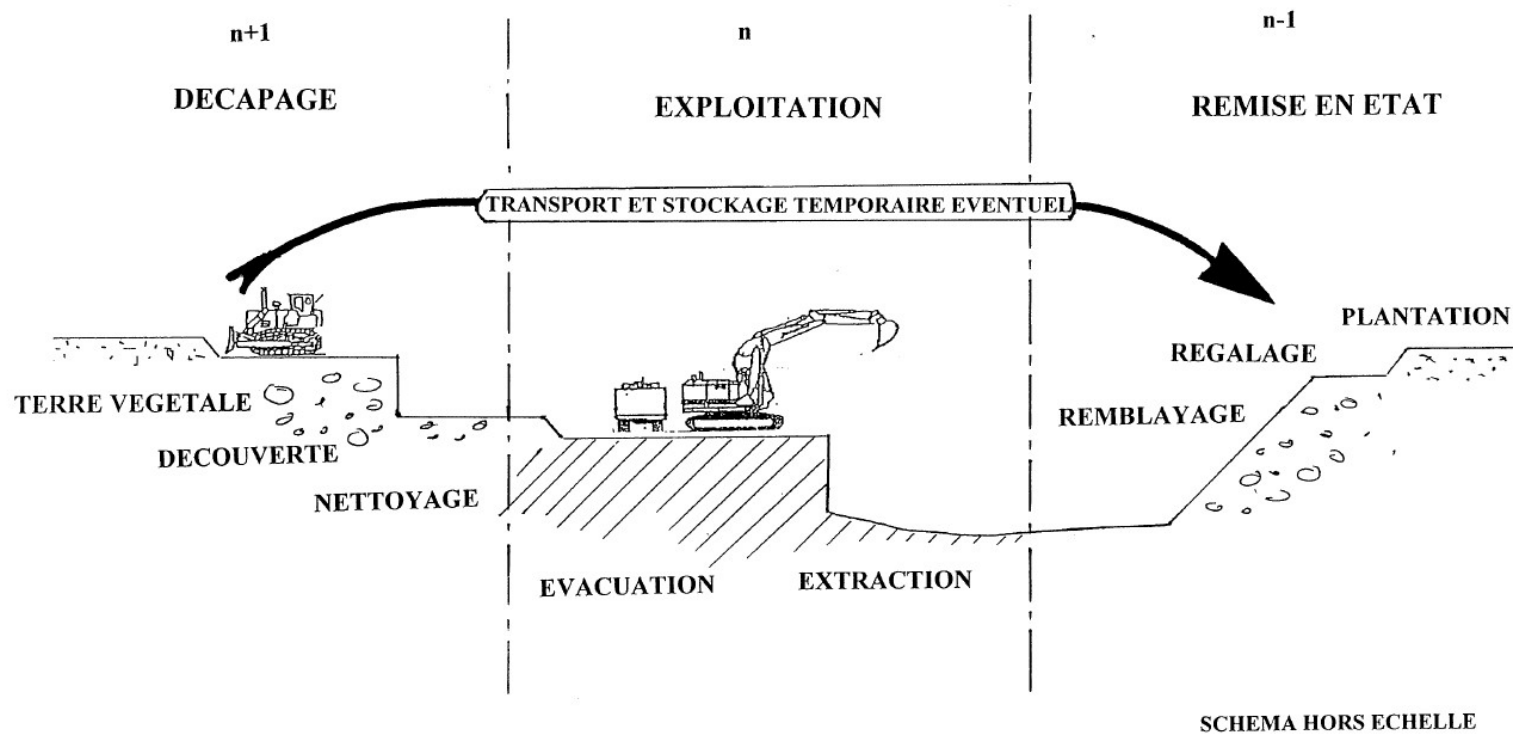 n+1
n
n-1
DECAPAGE
EXPLOITATION
REMISE EN ETAT
TRANSPORT ET STOCKAGE TEMPORAIRE EVENTUEL
PLANTATION
RÉGALAGE
TERRE VEGETALE
REMBLAYAGE
DECOUVERTE
NETTOYAGE
EVACUATION
EXTRACTION
SCHEMA HORS ECHELLE